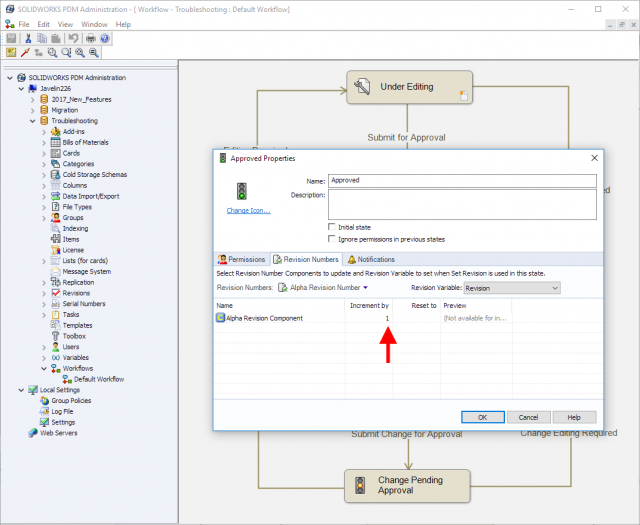 SOLIDWORKS PDM Administration - [ Workflow - Troubleshooting : Default Workflow]
File Edit View Window Help
SOLIDWORKS PDM Administration
Javelin226
2017_New_Features
Migration
Troubleshooting
Add-ins
Bills of Materials
Cards
Categories
Cold Storage Schemas
Columns
Data Import/Export
File Types
Groups
Indexing
Items
License
Lists (for cards)
Message System
Replication
Revisions
Serial Numbers
Tasks
Templates
Toolbox
Users
Variables
Workflows
Default Workflow
Local Settings
Group Policies
Log File
Settings
Web Servers
Under Editing
Submit for Approval
Approved Properties
Name: Approved
Description:
Change Icon...
Initial state
Ignore permissions in previous states
Permissions Revision Numbers Notifications
Select Revision Number Components to update and Revision Variable to set when Set Revision is used in this state.
Revision Numbers: Alpha Revision Number Revision Variable: Revision
Name Increment by Reset to Preview
Alpha Revision Component 1 (Not available for in...
OK Cancel Help
Submit Change for Approval
Change Editing Required
Change Pending
Approval